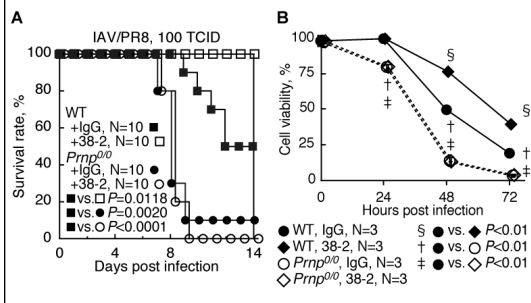 A
IAV/PR8, 100 TCID
Survival rate, %
100
80
60
40
20
0
WT
+IgG, N=10 ■
+38-2, N=10 □
Prnp0/0
+IgG, N=10 ●
+38-2, N=10 ○
■ vs. □ P=0.0118
■ vs. ● P=0.0020
■ vs. ○ P<0.0001
0 4 8 12 14
Days post infection
B
Cell viability, %
100
75
50
25
0
§
†
‡
†
‡
§
†
‡
0 24 48 72
Hours post infection
● WT, IgG, N=3 § ● vs. ◆ P<0.01
◆ WT, 38-2, N=3 † ● vs. ○ P<0.01
○ Prnp0/0, IgG, N=3 ‡ ● vs. ◇ P<0.01
◇ Prnp0/0, 38-2, N=3